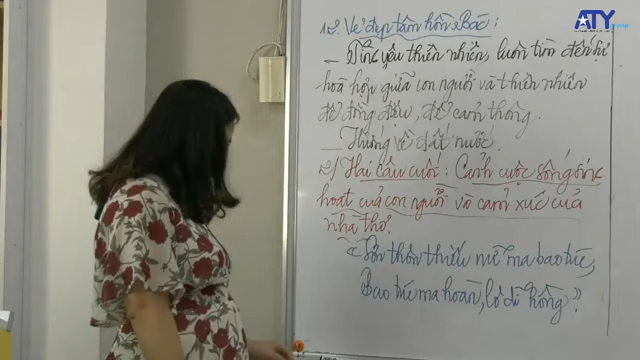 ATY
1. Vẻ đẹp tâm hồn Bác:
_ Tình yêu thiên nhiên, luôn tìm đến sự
hoà hợp giữa con người và thiên nhiên
để đồng điệu, để cảm thông.
_ Hướng về đất nước.
2/ Hai câu cuối: Cảnh cuộc sống sinh
hoạt của con người và cảm xúc của
nhà thơ.
"Sơn thôn thiếu nữ ma bao túc,
Bao túc ma hoàn, lô dĩ hồng".